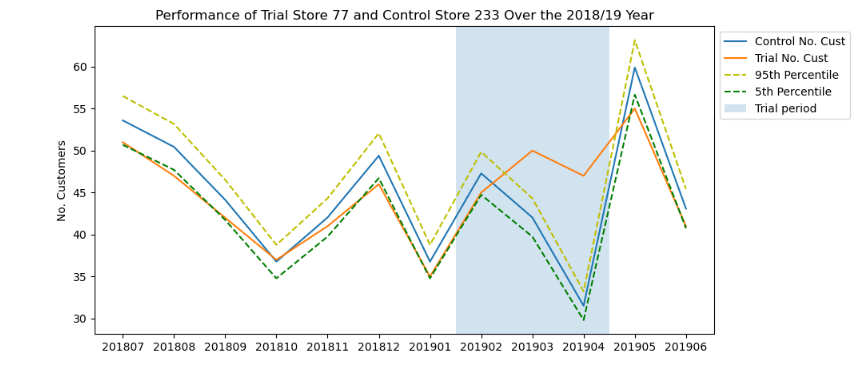 Performance of Trial Store 77 and Control Store 233 Over the 2018/19 Year
Control No. Cust
Trial No. Cust
95th Percentile
5th Percentile
Trial period
No. Customers
60
55
50
45
40
35
30
201807 201808 201809 201810 201811 201812 201901 201902 201903 201904 201905 201906